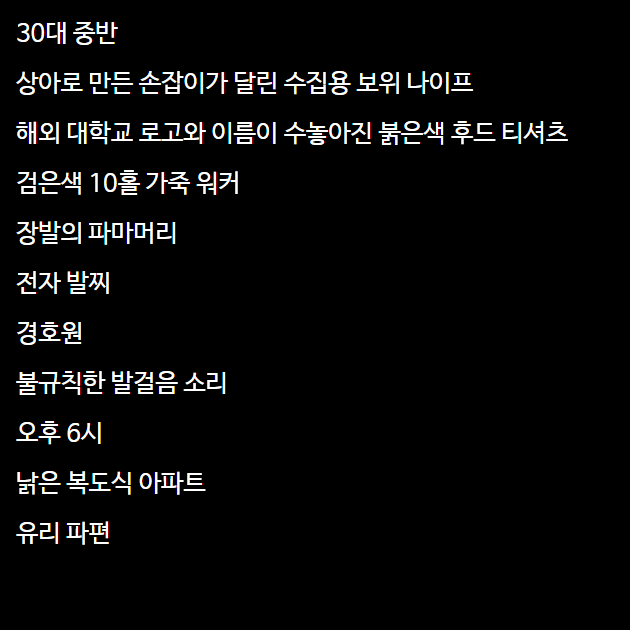 30대 중반
상아로 만든 손잡이가 달린 수집용 보위 나이프
해외 대학교 로고와 이름이 수놓아진 붉은색 후드 티셔츠
검은색 10홀 가죽 워커
장발의 파마머리
전자 발찌
경호원
불규칙한 발걸음 소리
오후 6시
낡은 복도식 아파트
유리 파편